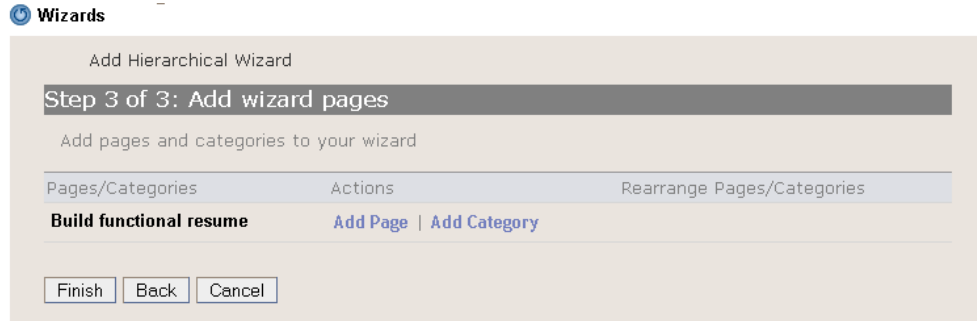 Wizards
Add Hierarchical Wizard
Step 3 of 3: Add wizard pages
Add pages and categories to your wizard
Pages/Categories Actions Rearrange Pages/Categories
Build functional resume Add Page | Add Category
Finish Back Cancel